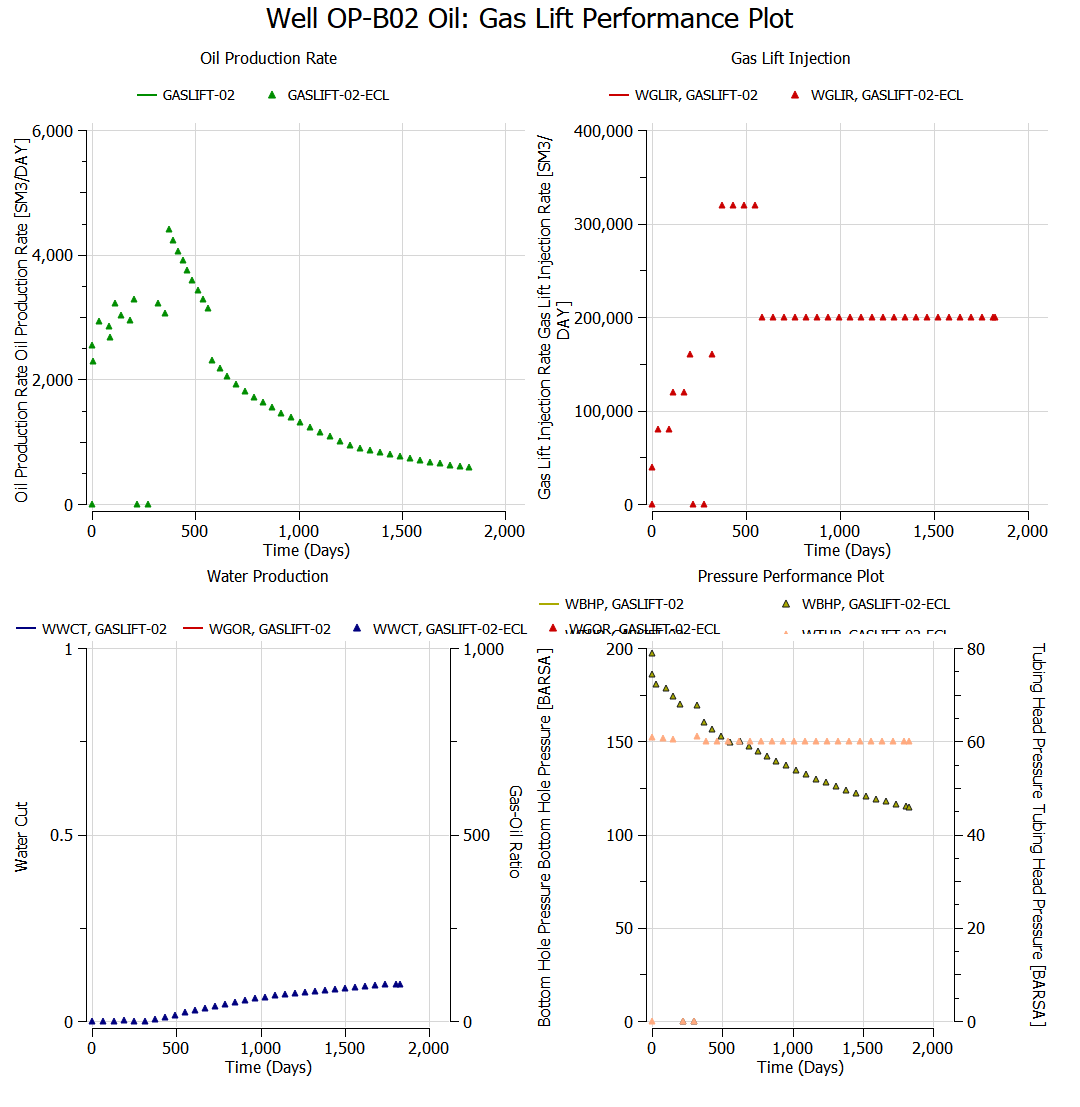 Well OP-B02 Oil: Gas Lift Performance Plot
Oil Production Rate
GASLIFT-02 GASLIFT-02-ECL
Oil Production Rate Oil Production Rate [SM3/DAY]
6,000
4,000
2,000
0
0 500 1,000 1,500 2,000
Time (Days)
Gas Lift Injection
WGLIR, GASLIFT-02 WGLIR, GASLIFT-02-ECL
Gas Lift Injection Rate Gas Lift Injection Rate [SM3/
DAY]
400,000
300,000
200,000
100,000
0
0 500 1,000 1,500 2,000
Time (Days)
Water Production
WWCT, GASLIFT-02 WGOR, GASLIFT-02 WWCT, GASLIFT-02-ECL WGOR, GASLIFT-02-ECL
Water Cut
1
0.5
0
1,000
500
0
Gas-Oil Ratio
0 500 1,000 1,500 2,000
Time (Days)
Pressure Performance Plot
WBHP, GASLIFT-02 WBHP, GASLIFT-02-ECL
Bottom Hole Pressure Bottom Hole Pressure [BARSA]
200
150
100
50
0
80
60
40
20
0
Tubing Head Pressure Tubing Head Pressure [BARSA]
0 500 1,000 1,500 2,000
Time (Days)